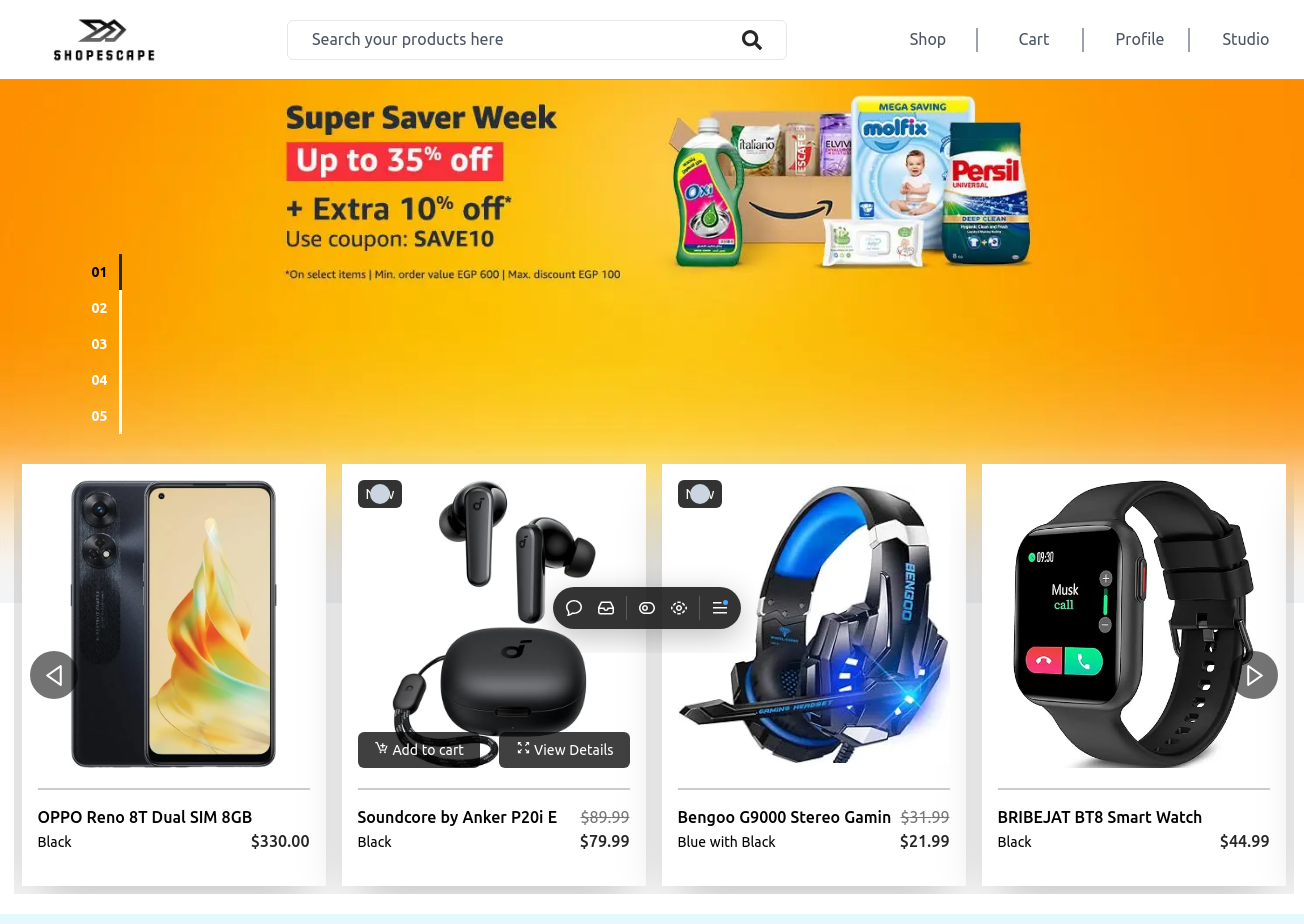 SHOPESCAPE
Search your products here
Shop
Cart
Profile
Studio
Super Saver Week
Up to 35% off
+ Extra 10% off*
Use coupon: SAVE10
*On select items | Min. order value EGP 600 | Max. discount EGP 100
MEGA SAVING
molfix
italiano
ELVIV
OXI
Persil
UNIVERSAL
DEEP CLEAN
01
02
03
04
05
09:30
Musk
call
BENGOO
GAMING HEADSET
Add to cart
View Details
OPPO Reno 8T Dual SIM 8GB
Black
$330.00
Soundcore by Anker P20i E
$89.99
Black
$79.99
Bengoo G9000 Stereo Gamin
$31.99
Blue with Black
$21.99
BRIBEJAT BT8 Smart Watch
Black
$44.99